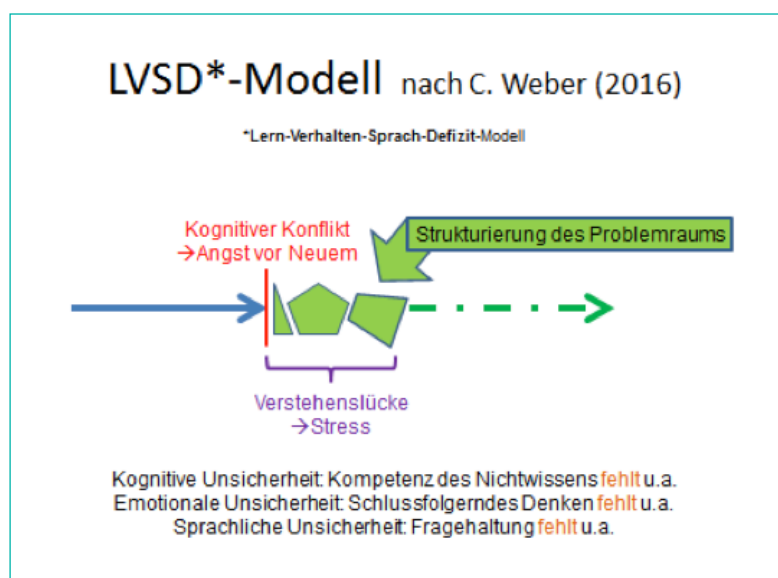 LVSD*-Modell nach C. Weber (2016)
*Lern-Verhalten-Sprach-Defizit-Modell
Kognitiver Konflikt
→Angst vor Neuem
Strukturierung des Problemraums
Verstehenslücke
→Stress
Kognitive Unsicherheit: Kompetenz des Nichtwissens fehlt u.a.
Emotionale Unsicherheit: Schlussfolgerndes Denken fehlt u.a.
Sprachliche Unsicherheit: Fragehaltung fehlt u.a.